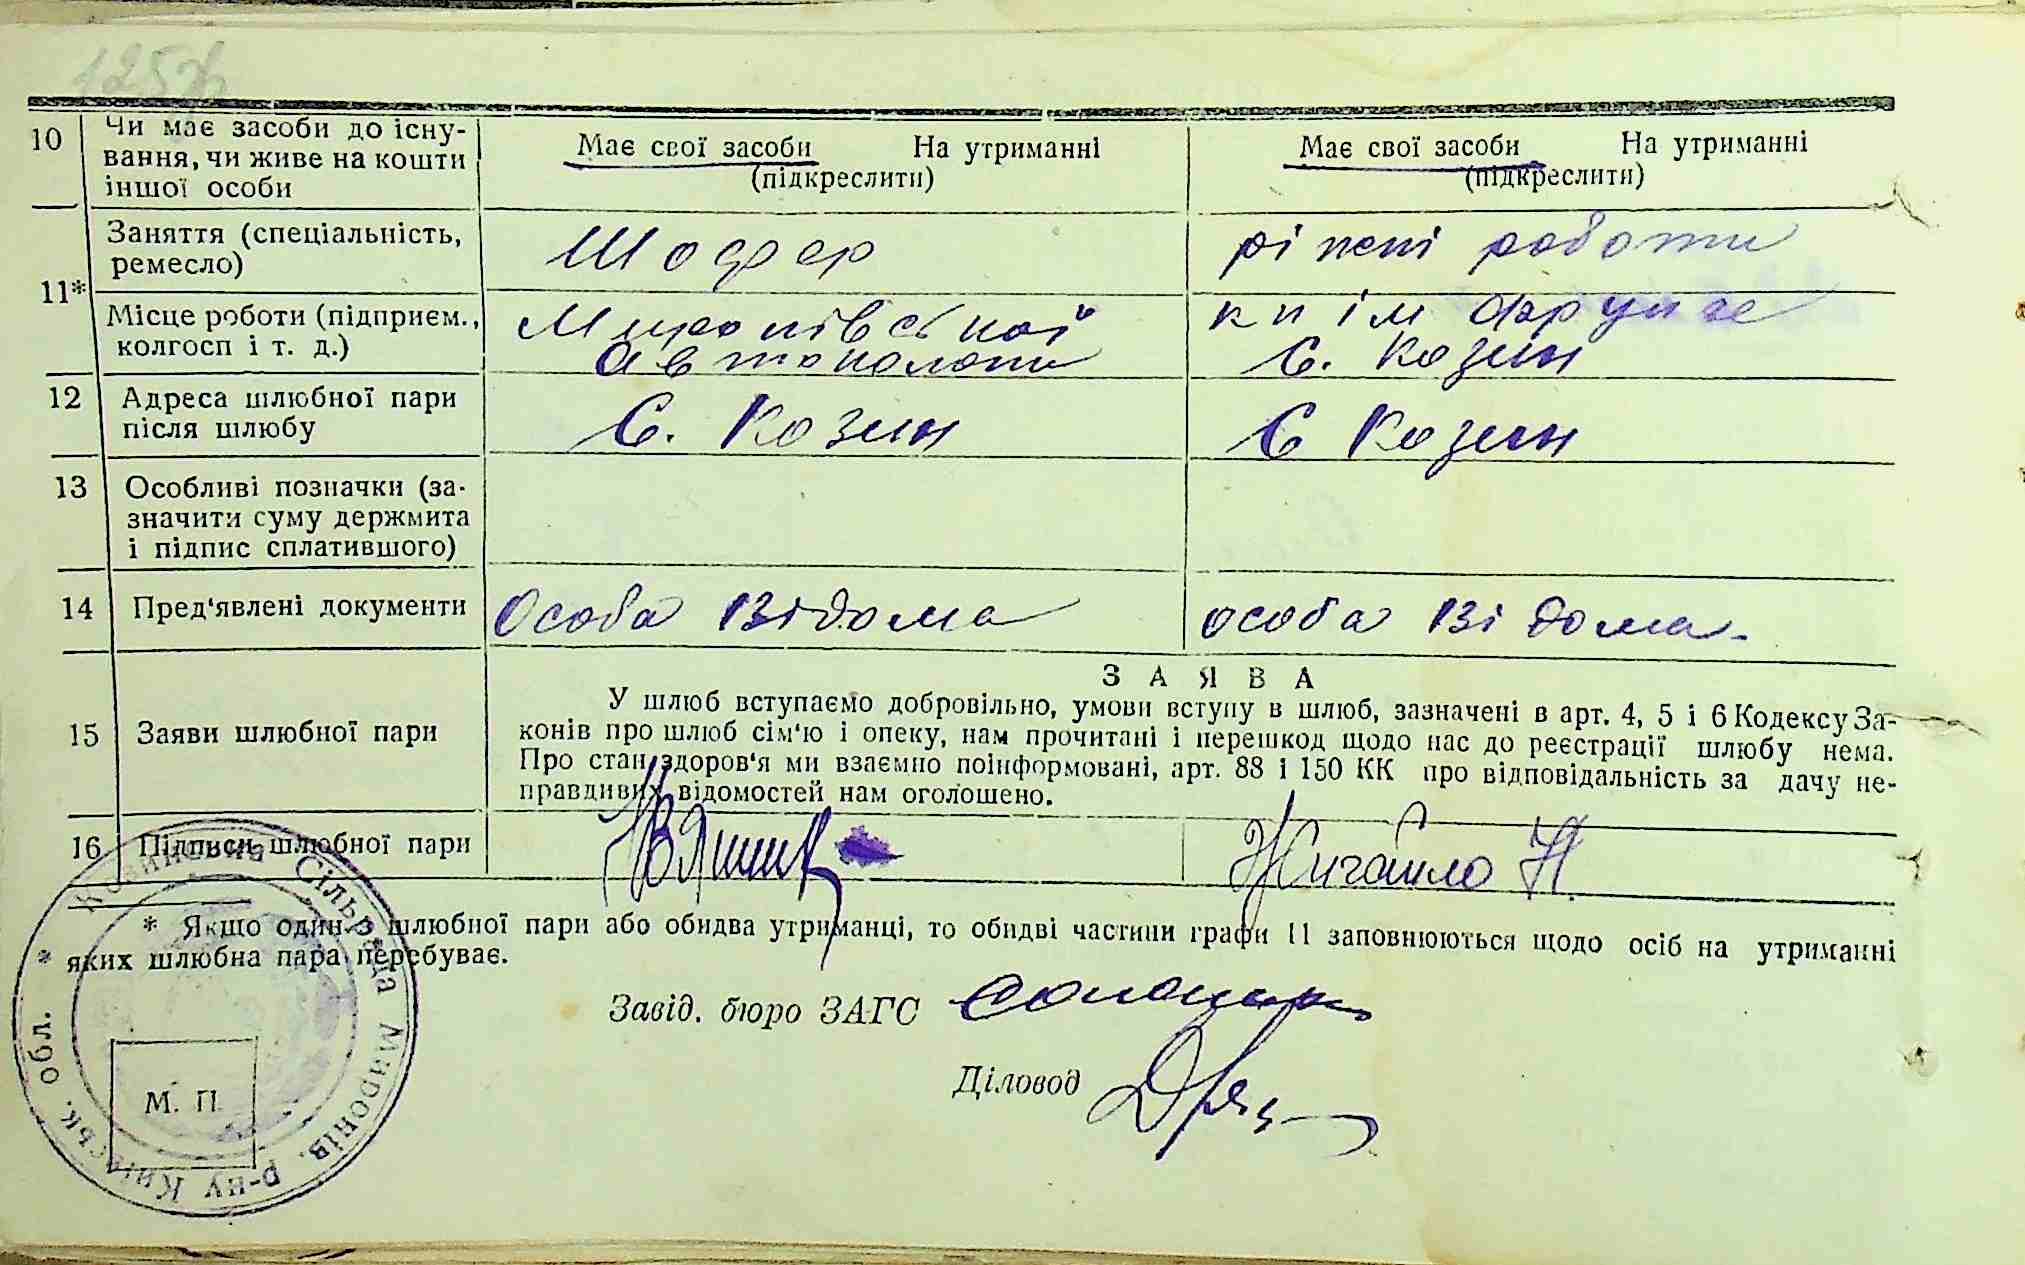 125
10 Чи має засоби до існу-
вання, чи живе на кошти
іншої особи
Має свої засоби На утриманні
(підкреслити)
Має свої засоби На утриманні
(підкреслити)
11*
Заняття (спеціальність,
ремесло)
Шофер
ріжні роботи
Місце роботи (підприєм.,
колгосп і т. д.)
Миронівської
Автополоти
кп ім Фрунзе
С. Козин
12 Адреса шлюбної пари
після шлюбу
С. Козин
С Козин
13 Особливі позначки (за-
значити суму держмита
і підпис сплатившого)
14 Пред'явлені документи
Особа відома
особа відома.
15 Заяви шлюбної пари
ЗАЯВА
У шлюб вступаємо добровільно, умови вступу в шлюб, зазначені в арт. 4, 5 і 6 Кодексу За-
конів про шлюб сім'ю і опеку, нам прочитані і перешкод щодо нас до реєстрації шлюбу нема.
Про стан здоров'я ми взаємно поінформовані, арт. 88 і 150 КК про відповідальність за дачу не-
правдивих відомостей нам оголошено.
16 Підписи шлюбної пари
Жигайло Н.
* Якщо один з шлюбної пари або обидва утриманці, то обидві частини графи 11 заповнюються щодо осіб на утриманні
яких шлюбна пара перебуває.
Завід. бюро ЗАГС
Діловод
М. П.
Козинська Сільрада Миронів. р-ну Київськ. обл. *